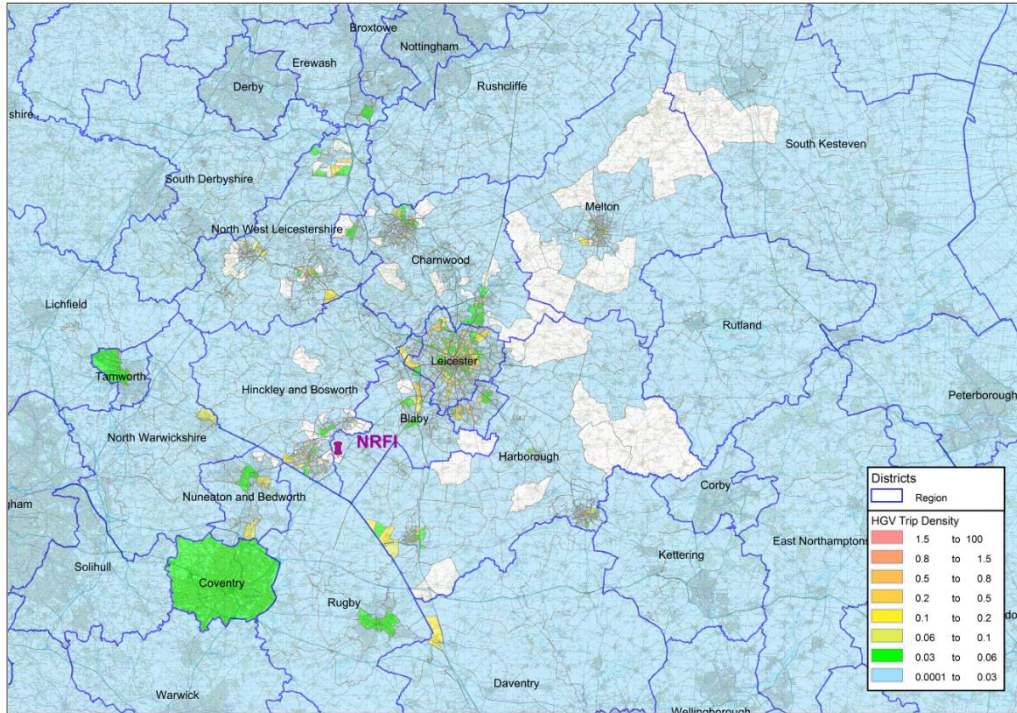 Broxtowe
Nottingham
Erewash
Derby
Rushcliffe
shire
South Kesteven
South Derbyshire
Melton
North West Leicestershire
Charnwood
Lichfield
Rutland
Leicester
Tamworth
Hinckley and Bosworth
Peterborough
Blaby
North Warwickshire
NRFI
Harborough
Corby
Nuneaton and Bedworth
gham
East Northamptons
Kettering
Solihull
Coventry
Rugby
Warwick
Daventry
Wellingborough
do
Districts
Region
HGV Trip Density
1.5 to 100
0.8 to 1.5
0.5 to 0.8
0.2 to 0.5
0.1 to 0.2
0.06 to 0.1
0.03 to 0.06
0.0001 to 0.03